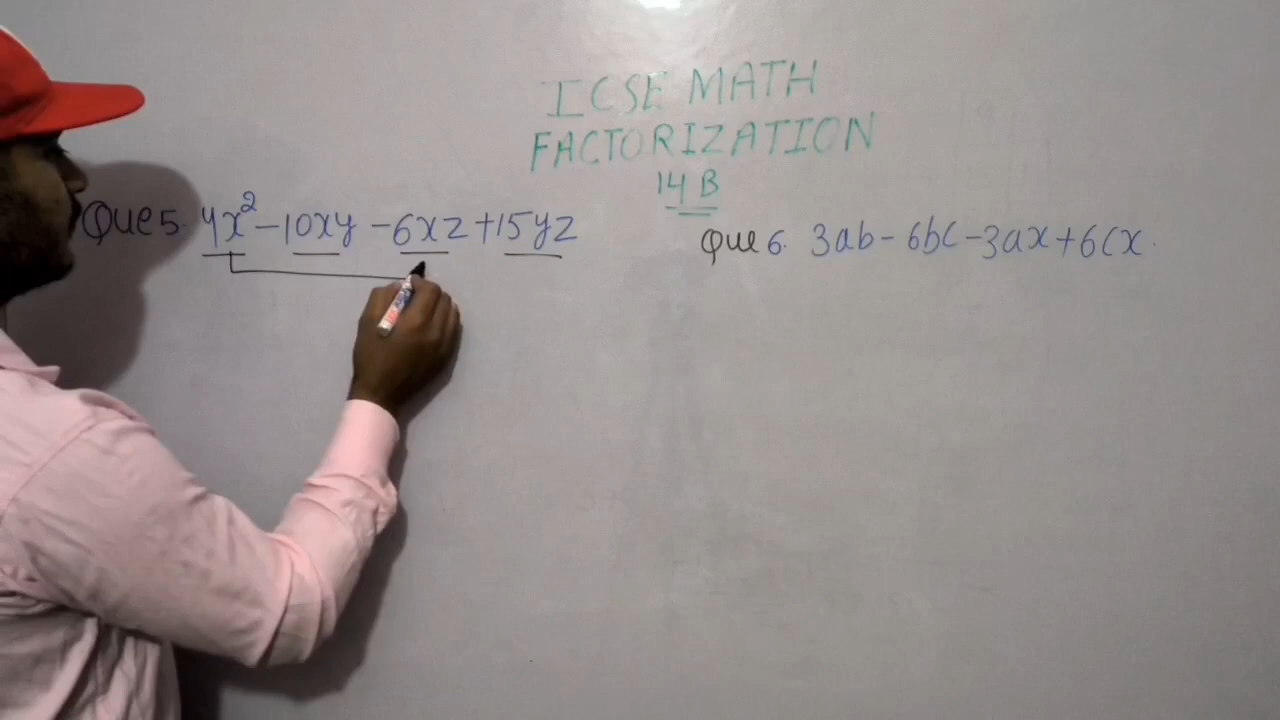 ICSE MATH
FACTORIZATION
14 B
Que 5. 4x² - 10xy - 6xz + 15yz
Que 6. 3ab - 6bc - 3ax + 6cx.